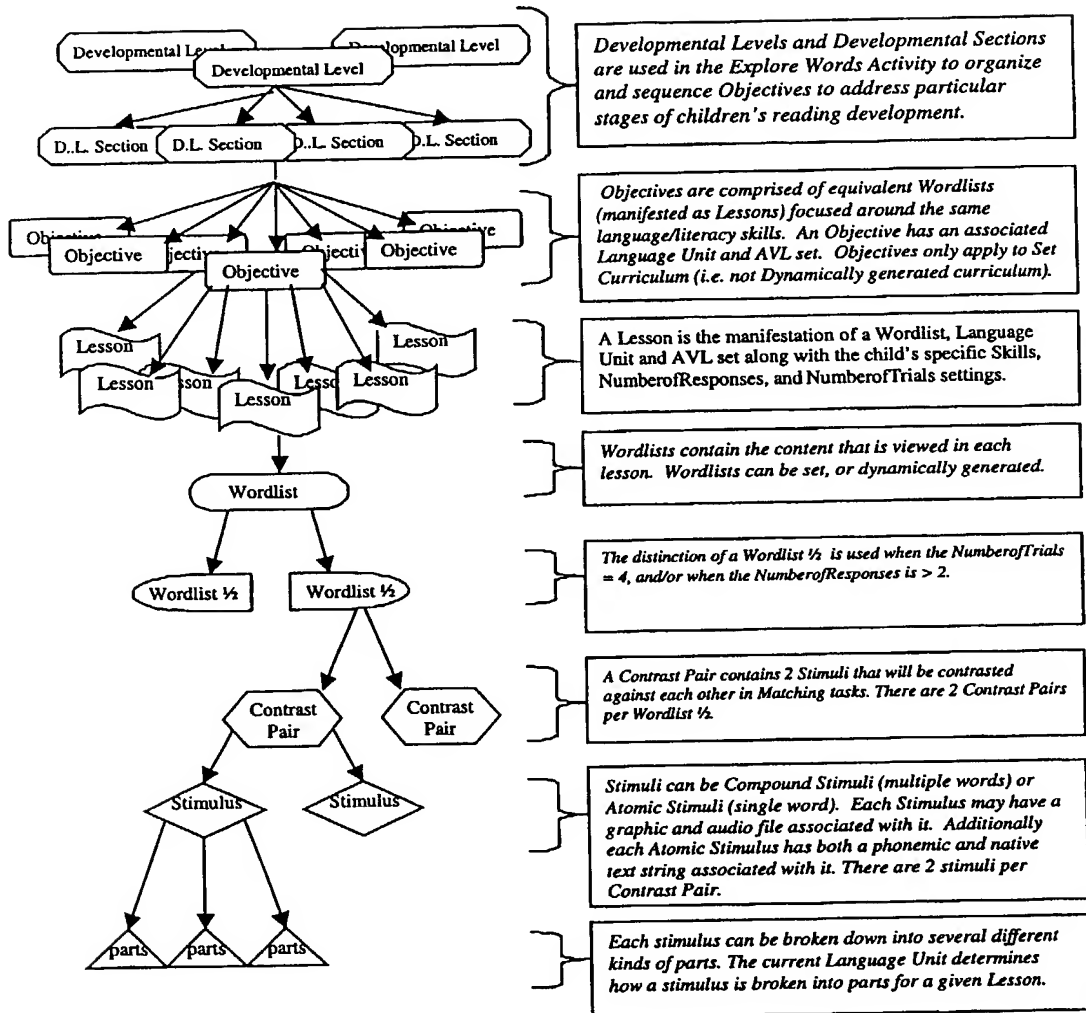 Developmental Level
Developmental Level
Developmental Level
Developmental Levels and Developmental Sections
are used in the Explore Words Activity to organize
and sequence Objectives to address particular
stages of children's reading development.
D..L. Section
D.L. Section
D..L. Section
D.L. Section
Objectives are comprised of equivalent Wordlists
(manifested as Lessons) focused around the same
language/literacy skills. An Objective has an associated
Language Unit and AVL set. Objectives only apply to Set
Curriculum (i.e. not Dynamically generated curriculum).
Objective
Objective
Objective
Objective
Objective
Objective
Objective
A Lesson is the manifestation of a Wordlist, Language
Unit and AVL set along with the child's specific Skills,
NumberofResponses, and NumberofTrials settings.
Lesson
Lesson
Lesson
Lesson
Lesson
Lesson
Lesson
Wordlists contain the content that is viewed in each
lesson. Wordlists can be set, or dynamically generated.
Wordlist
The distinction of a Wordlist ½ is used when the NumberofTrials
= 4, and/or when the NumberofResponses is > 2.
Wordlist ½
Wordlist ½
A Contrast Pair contains 2 Stimuli that will be contrasted
against each other in Matching tasks. There are 2 Contrast Pairs
per Wordlist ½.
Contrast
Pair
Contrast
Pair
Stimuli can be Compound Stimuli (multiple words) or
Atomic Stimuli (single word). Each Stimulus may have a
graphic and audio file associated with it. Additionally
each Atomic Stimulus has both a phonemic and native
text string associated with it. There are 2 stimuli per
Contrast Pair.
Stimulus
Stimulus
Each stimulus can be broken down into several different
kinds of parts. The current Language Unit determines
how a stimulus is broken into parts for a given Lesson.
parts
parts
parts